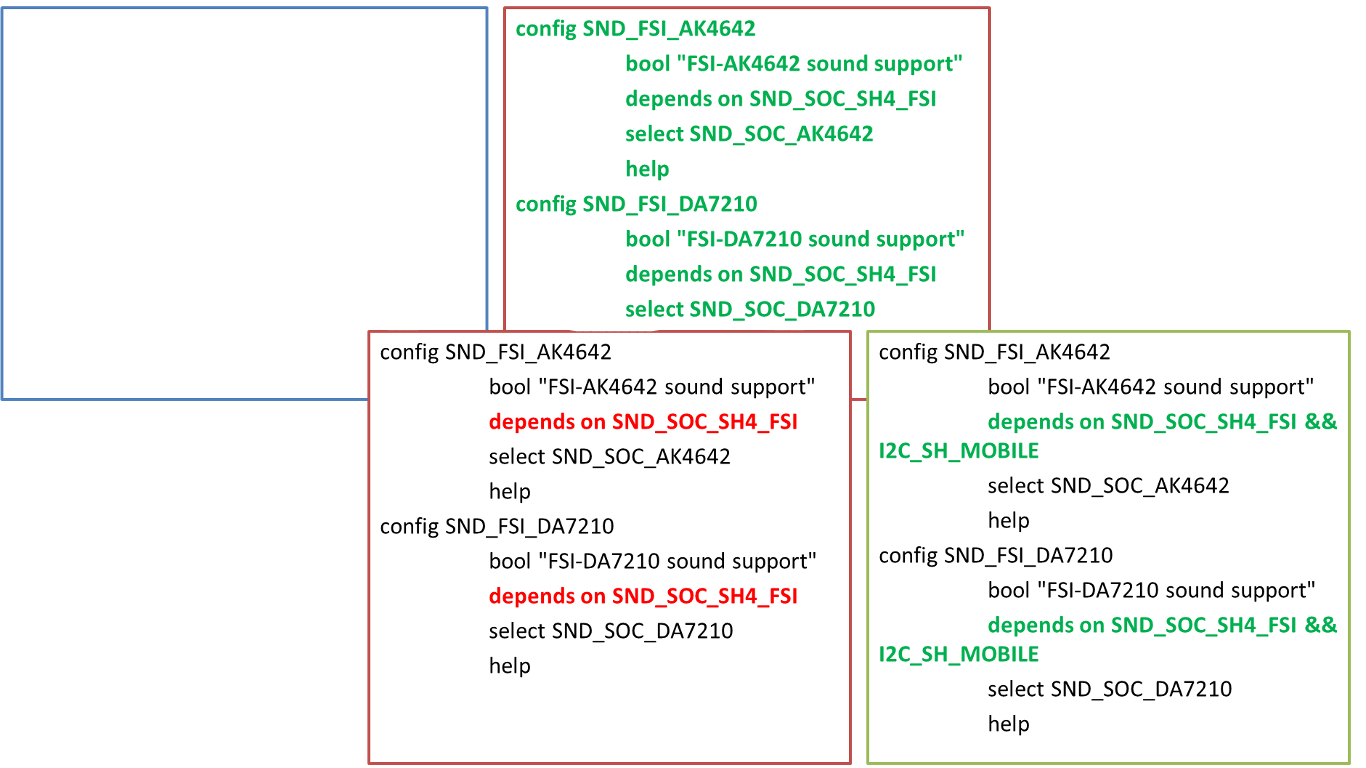 config SND_FSI_AK4642
bool "FSI-AK4642 sound support"
depends on SND_SOC_SH4_FSI
select SND_SOC_AK4642
help
config SND_FSI_DA7210
bool "FSI-DA7210 sound support"
depends on SND_SOC_SH4_FSI
select SND_SOC_DA7210
config SND_FSI_AK4642
bool "FSI-AK4642 sound support"
depends on SND_SOC_SH4_FSI
select SND_SOC_AK4642
help
config SND_FSI_DA7210
bool "FSI-DA7210 sound support"
depends on SND_SOC_SH4_FSI
select SND_SOC_DA7210
help
config SND_FSI_AK4642
bool "FSI-AK4642 sound support"
depends on SND_SOC_SH4_FSI &&
I2C_SH_MOBILE
select SND_SOC_AK4642
help
config SND_FSI_DA7210
bool "FSI-DA7210 sound support"
depends on SND_SOC_SH4_FSI &&
I2C_SH_MOBILE
select SND_SOC_DA7210
help